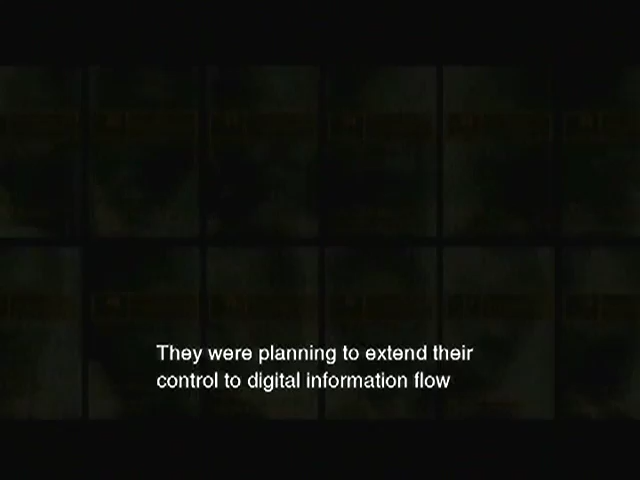 They were planning to extend their
control to digital information flow